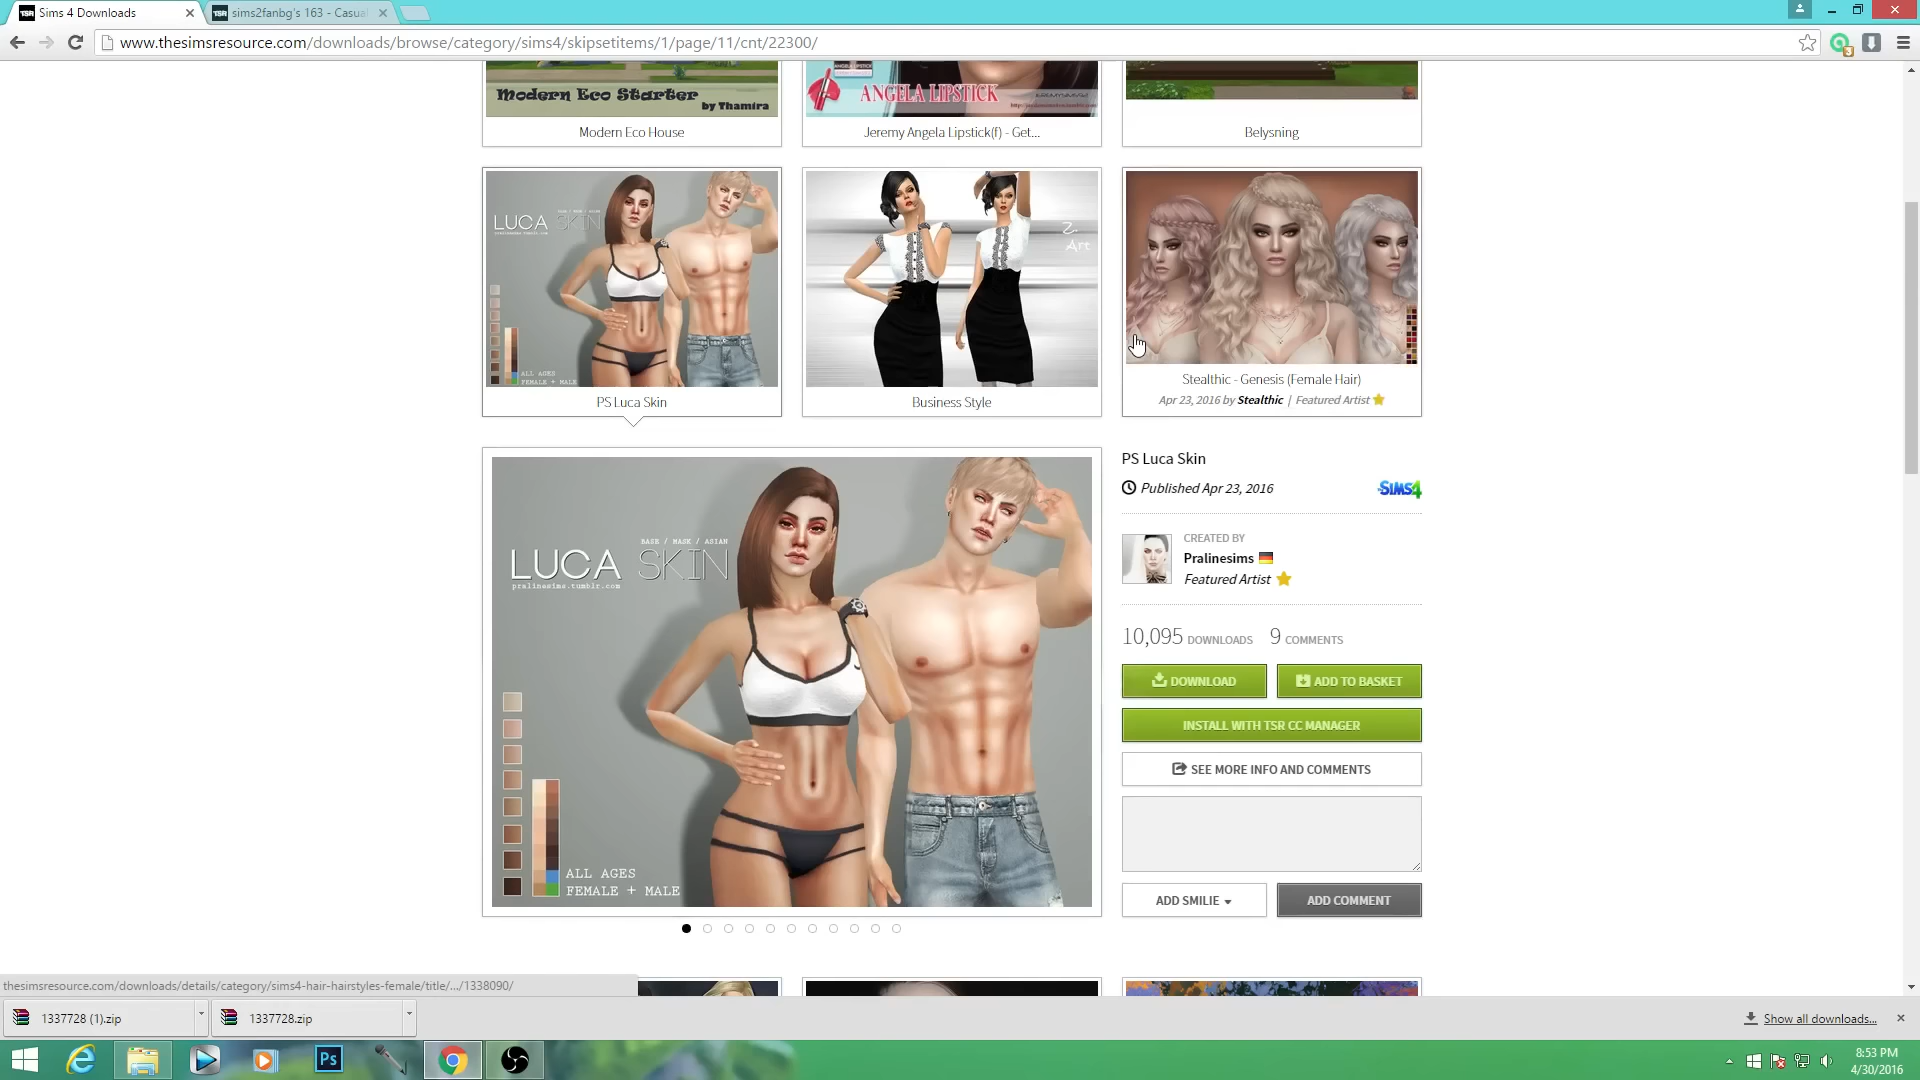 Sims 4 Downloads
sims2fanbg's 163 - Casual
www.thesimsresource.com/downloads/browse/category/sims4/skipsetitems/1/page/11/cnt/22300/
Modern Eco Starter
by Thamira
ANGELA LIPSTICK
Modern Eco House
Jeremy Angela Lipstick(f) - Get...
Belysning
LUCA SKIN
ALL AGES
FEMALE + MALE
Z.
Art
PS Luca Skin
Business Style
Stealthic - Genesis (Female Hair)
Apr 23, 2016 by Stealthic | Featured Artist
BASE / MASK / ASIAN
LUCA SKIN
pralinesims.tumblr.com
ALL AGES
FEMALE + MALE
PS Luca Skin
Published Apr 23, 2016
SIMS4
CREATED BY
Pralinesims
Featured Artist
10,095 DOWNLOADS 9 COMMENTS
DOWNLOAD
ADD TO BASKET
INSTALL WITH TSR CC MANAGER
SEE MORE INFO AND COMMENTS
ADD SMILIE
ADD COMMENT
thesimsresource.com/downloads/details/category/sims4-hair-hairstyles-female/title/.../1338090/
1337728 (1).zip
1337728.zip
Show all downloads...
Ps
8:53 PM
4/30/2016